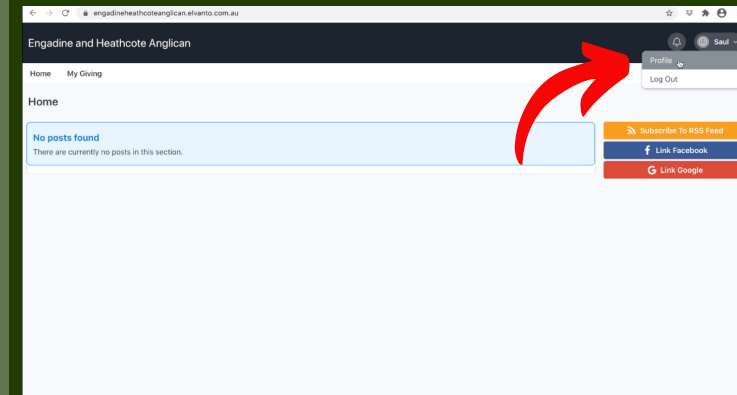 engadineheathcoteanglican.elvanto.com.au
Engadine and Heathcote Anglican
Saul
Profile
Log Out
Home My Giving
Home
No posts found
There are currently no posts in this section.
Subscribe To RSS Feed
Link Facebook
Link Google